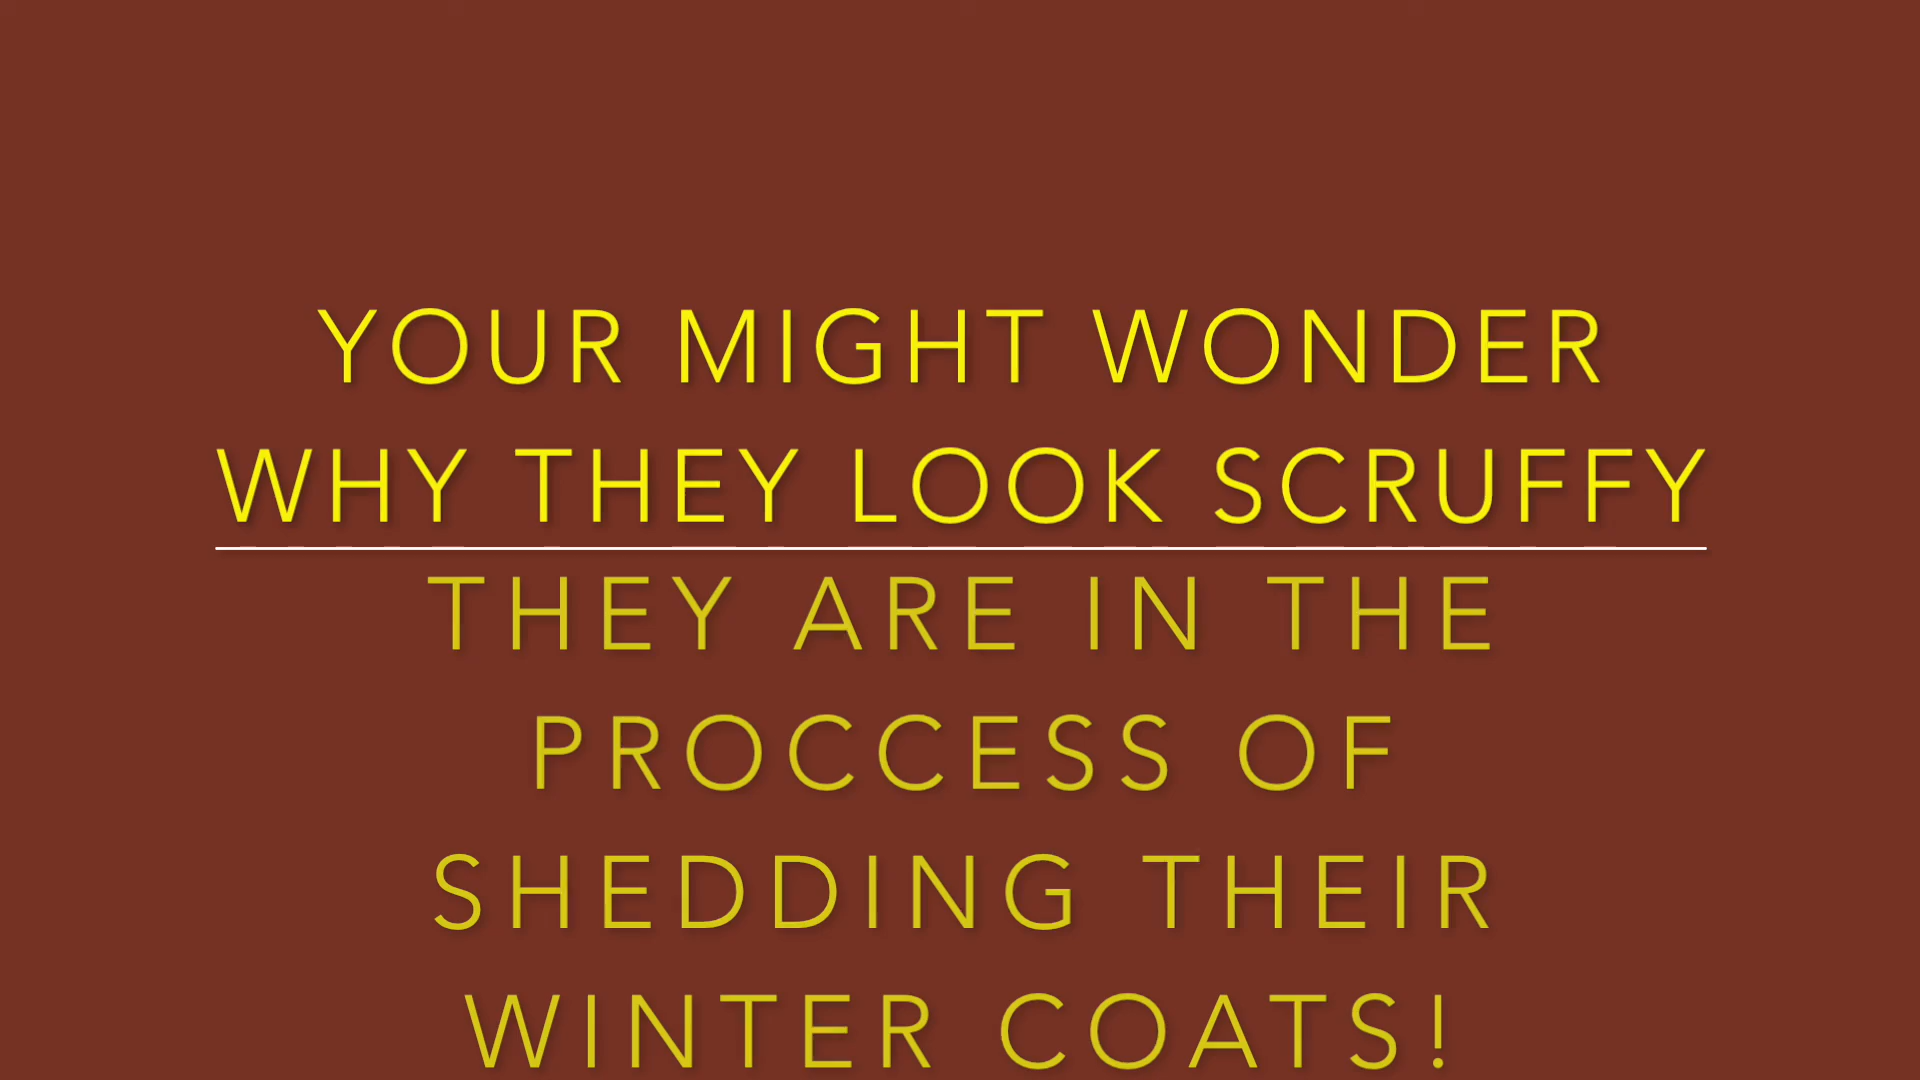 YOUR MIGHT WONDER
WHY THEY LOOK SCRUFFY
THEY ARE IN THE
PROCCESS OF
SHEDDING THEIR
WINTER COATS!